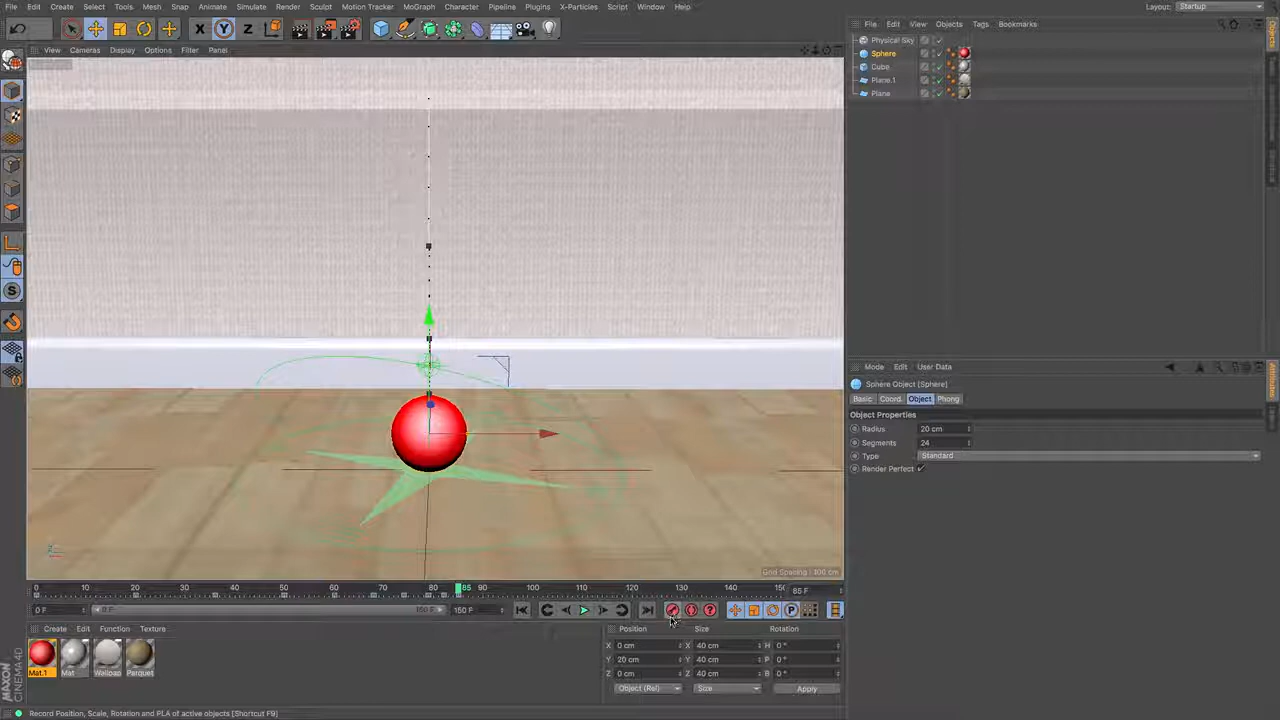 File Edit Create Select Tools Mesh Snap Animate Simulate Render Sculpt Motion Tracker MoGraph Character Pipeline Plugins X-Particles Script Window Help Layout: Startup
X Y Z
File Edit View Objects Tags Bookmarks
View Cameras Display Options Filter Panel
Physical Sky
Sphere
Cube
Plane.1
Plane
Mode Edit User Data
Sphere Object [Sphere]
Basic Coord. Object Phong
Object Properties
Radius 20 cm
Segments 24
Type Standard
Render Perfect
Grid Spacing : 100 cm
0 10 20 30 40 50 60 70 80 85 90 100 110 120 130 140 15 85 F
0 F 0 F 150 F 150 F
Create Edit Function Texture
Mat.1 Mat Wallpap Parquet
Position Size Rotation
X 0 cm X 40 cm H 0 °
Y 20 cm Y 40 cm P 0 °
Z 0 cm Z 40 cm B 0 °
Object (Rel) Size Apply
MAXON CINEMA 4D
Record Position, Scale, Rotation and PLA of active objects [Shortcut F9]